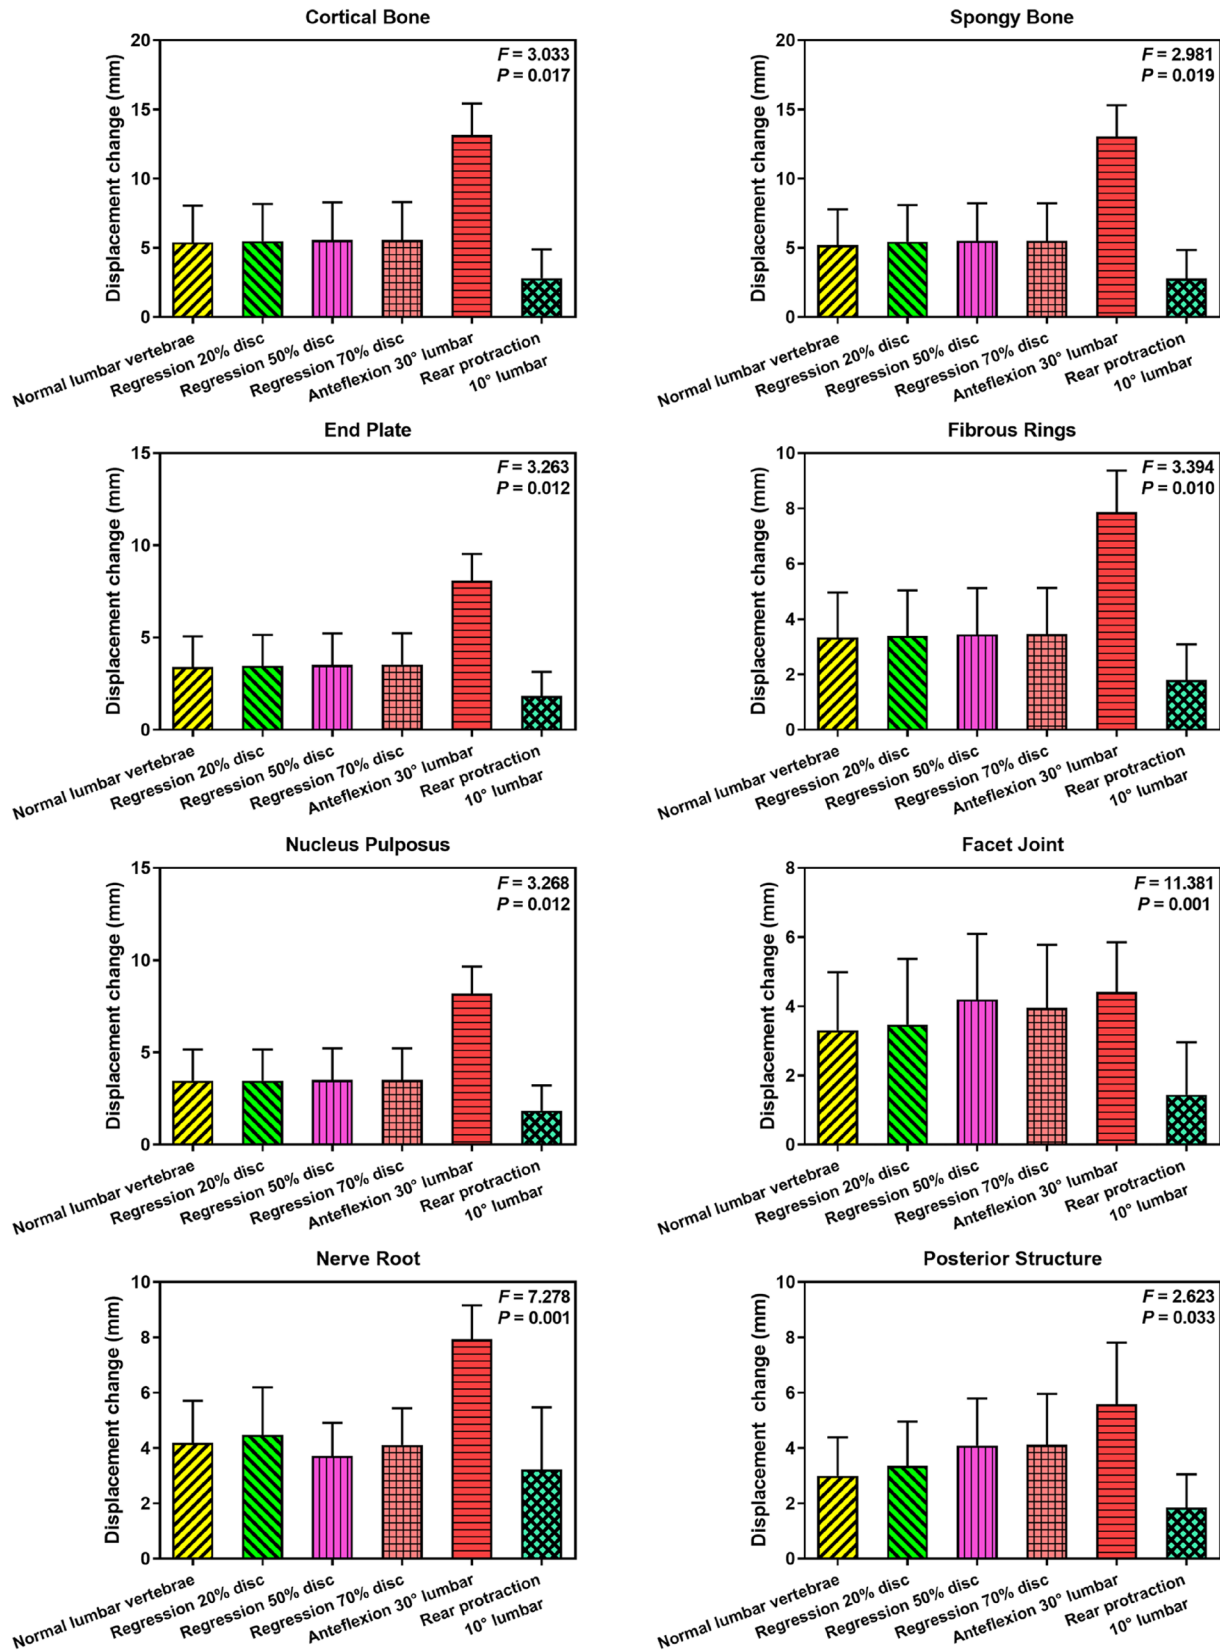 Cortical Bone
Displacement change (mm)
20
15
10
5
0
F = 3.033
P = 0.017
Normal lumbar vertebrae
Regression 20% disc
Regression 50% disc
Regression 70% disc
Anteflexion 30° lumbar
Rear protraction
10° lumbar
Spongy Bone
Displacement change (mm)
20
15
10
5
0
F = 2.981
P = 0.019
Normal lumbar vertebrae
Regression 20% disc
Regression 50% disc
Regression 70% disc
Anteflexion 30° lumbar
Rear protraction
10° lumbar
End Plate
Displacement change (mm)
15
10
5
0
F = 3.263
P = 0.012
Normal lumbar vertebrae
Regression 20% disc
Regression 50% disc
Regression 70% disc
Anteflexion 30° lumbar
Rear protraction
10° lumbar
Fibrous Rings
Displacement change (mm)
10
8
6
4
2
0
F = 3.394
P = 0.010
Normal lumbar vertebrae
Regression 20% disc
Regression 50% disc
Regression 70% disc
Anteflexion 30° lumbar
Rear protraction
10° lumbar
Nucleus Pulposus
Displacement change (mm)
15
10
5
0
F = 3.268
P = 0.012
Normal lumbar vertebrae
Regression 20% disc
Regression 50% disc
Regression 70% disc
Anteflexion 30° lumbar
Rear protraction
10° lumbar
Facet Joint
Displacement change (mm)
8
6
4
2
0
F = 11.381
P = 0.001
Normal lumbar vertebrae
Regression 20% disc
Regression 50% disc
Regression 70% disc
Anteflexion 30° lumbar
Rear protraction
10° lumbar
Nerve Root
Displacement change (mm)
10
8
6
4
2
0
F = 7.278
P = 0.001
Normal lumbar vertebrae
Regression 20% disc
Regression 50% disc
Regression 70% disc
Anteflexion 30° lumbar
Rear protraction
10° lumbar
Posterior Structure
Displacement change (mm)
10
8
6
4
2
0
F = 2.623
P = 0.033
Normal lumbar vertebrae
Regression 20% disc
Regression 50% disc
Regression 70% disc
Anteflexion 30° lumbar
Rear protraction
10° lumbar